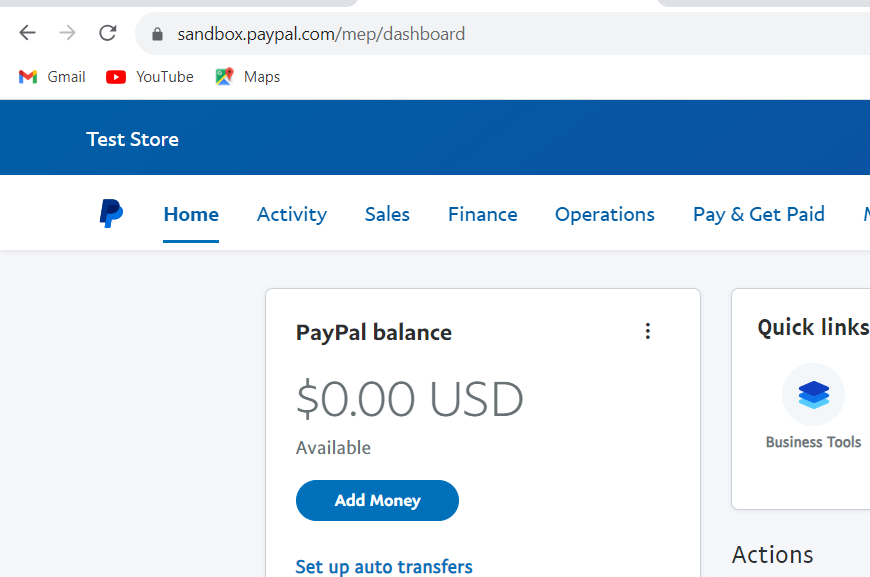 sandbox.paypal.com/mep/dashboard
Gmail YouTube Maps
Test Store
Home Activity Sales Finance Operations Pay & Get Paid
PayPal balance
$0.00 USD
Available
Add Money
Set up auto transfers
Quick links
Business Tools
Actions